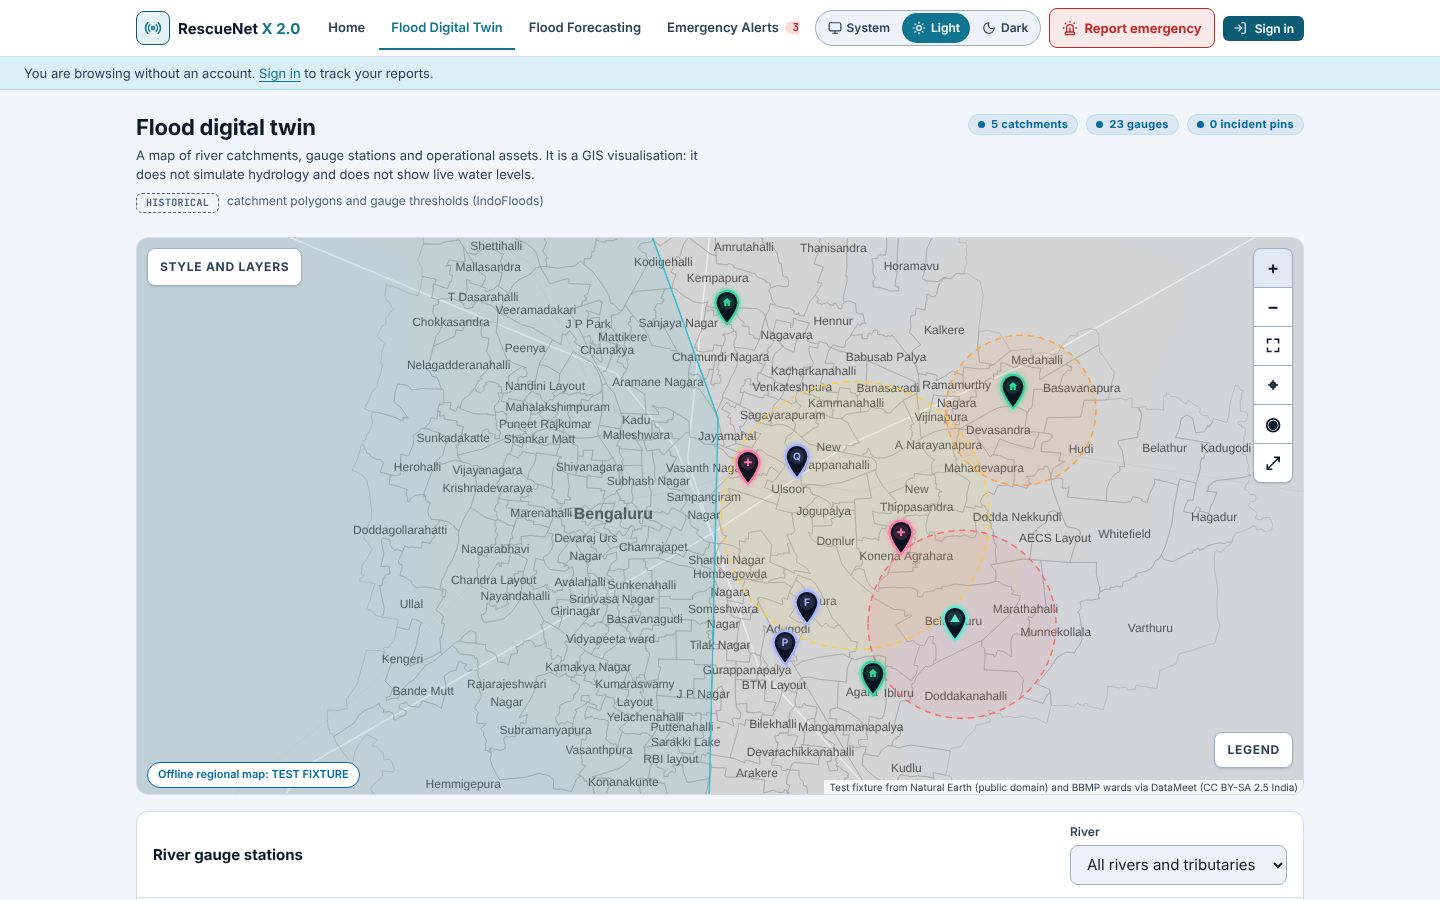 RescueNet X 2.0
Home
Flood Digital Twin
Flood Forecasting
Emergency Alerts 3
System
Light
Dark
Report emergency
Sign in
You are browsing without an account. Sign in to track your reports.
Flood digital twin
5 catchments
23 gauges
0 incident pins
A map of river catchments, gauge stations and operational assets. It is a GIS visualisation: it
does not simulate hydrology and does not show live water levels.
HISTORICAL catchment polygons and gauge thresholds (IndoFloods)
STYLE AND LAYERS
Shettihalli
Amrutahalli
Thanisandra
Kodigehalli
Mallasandra
Horamavu
Kempapura
T Dasarahalli
Veeramadakari
Chokkasandra
J P Park
Sanjaya Nagar
Hennur
Kalkere
Mattikere
Nagavara
Peenya
Chanakya
Chamundi Nagara
Babusab Palya
Medahalli
Nelagadderanahalli
Kacharkanahalli
Nandini Layout
Aramane Nagara
Venkateshpura
Banasavadi
Ramamurthy
Nagara
Basavanapura
Mahalakshimpuram
Kammanahalli
Puneet Rajkumar
Kadu
Malleshwara
Sagayarapuram
Vijinapura
Sunkadakatte
Shankar Matt
Jayamahal
Devasandra
New
A Narayanapura
Hudi
Belathur
Kadugodi
Herohalli
Vijayanagara
Shivanagara
Vasanth Naga
appanahalli
Mahadevapura
Subhash Nagar
Krishnadevaraya
Ulsoor
New
Thippasandra
Sampangiram
Nagar
Marenahalli
Bengaluru
Jogupalya
Dodda Nekkundi
Hagadur
Doddagollarahatti
Devaraj Urs
Nagar
Domlur
AECS Layout
Whitefield
Nagarabhavi
Chamrajapet
Shanthi Nagar
Konena Agrahara
Hombegowda
Nagara
Chandra Layout
Avalahalli
Sunkenahalli
Nayandahalli
Srinivasa Nagar
Ullal
Girinagar
Basavanagudi
Someshwara
Nagar
F
ura
Marathahalli
Adugodi
Bel
uru
Vidyapeeta ward
Tilak Nagar
P
Munnekollala
Varthuru
Kengeri
Kamakya Nagar
Gurappanapalya
Bande Mutt
Rajarajeshwari
Nagar
Kumaraswamy
Layout
J P Nagar
BTM Layout
Agara
Ibluru
Doddakanahalli
Yelachenahalli
Subramanyapura
Puttenahalli -
Sarakki Lake
Bilekhalli
Mangammanapalya
Vasanthpura
RBI layout
Devarachikkanahalli
Hemmigepura
Konanakunte
Arakere
Kudlu
Q
LEGEND
Offline regional map: TEST FIXTURE
Test fixture from Natural Earth (public domain) and BBMP wards via DataMeet (CC BY-SA 2.5 India)
River gauge stations
River
All rivers and tributaries